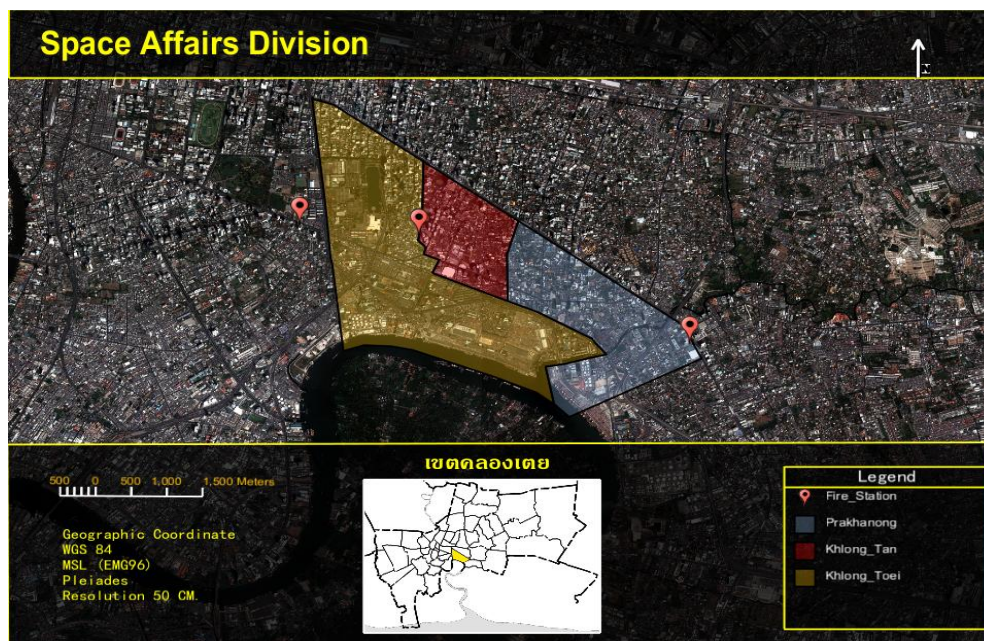 Space Affairs Division
N
เขตคลองเตย
500 0 500 1,000 1,500 Meters
Geographic Coordinate
WGS 84
MSL (EMG96)
Pleiades
Resolution 50 CM.
Legend
Fire_Station
Prakhanong
Khlong_Tan
Khlong_Toei